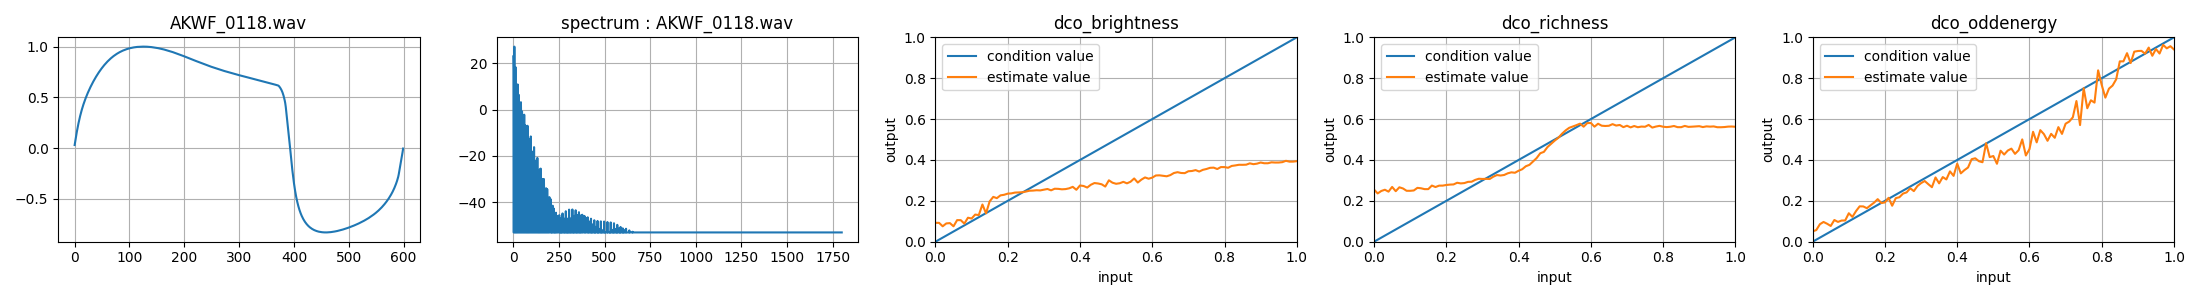 AKWF_0118.wav
1.0
0.5
0.0
−0.5
0 100 200 300 400 500 600
spectrum : AKWF_0118.wav
20
0
−20
−40
0 250 500 750 1000 1250 1500 1750
dco_brightness
condition value
estimate value
output
1.0
0.8
0.6
0.4
0.2
0.0
0.0 0.2 0.4 0.6 0.8 1.0
input
dco_richness
condition value
estimate value
output
1.0
0.8
0.6
0.4
0.2
0.0
0.0 0.2 0.4 0.6 0.8 1.0
input
dco_oddenergy
condition value
estimate value
output
1.0
0.8
0.6
0.4
0.2
0.0
0.0 0.2 0.4 0.6 0.8 1.0
input